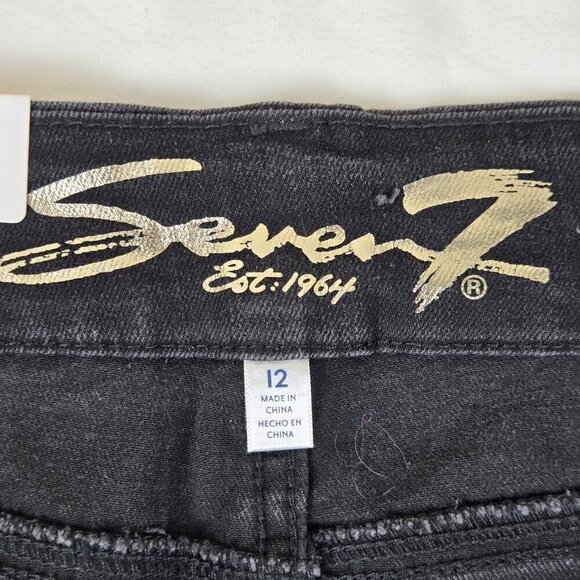 Seven7
Est: 1964
®
12
MADE IN
CHINA
HECHO EN
CHINA